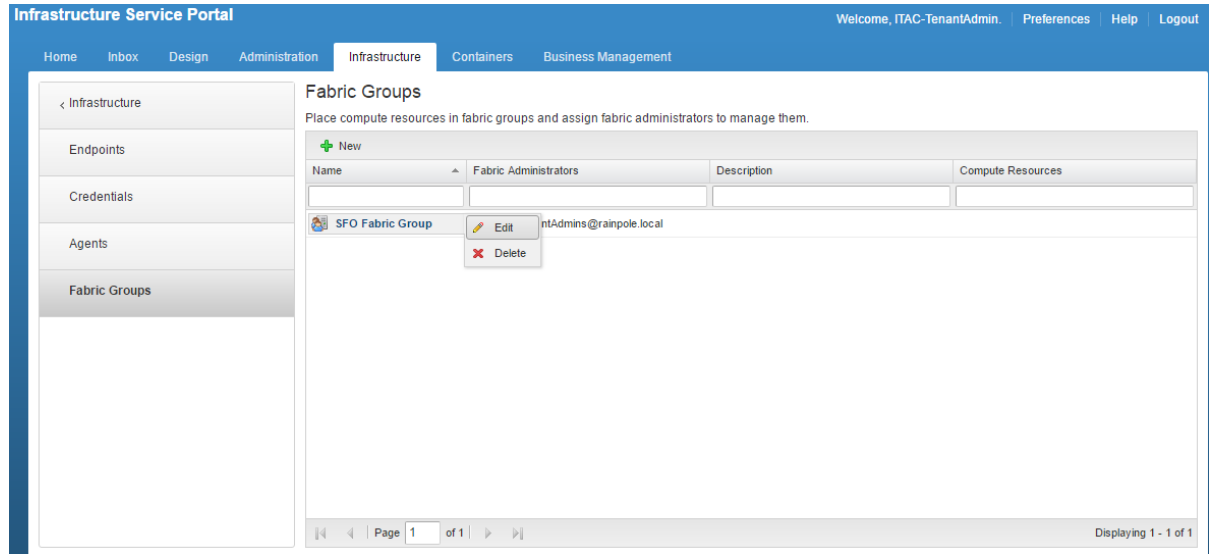 Infrastructure Service Portal
Welcome, ITAC-TenantAdmin. Preferences Help Logout
Home Inbox Design Administration Infrastructure Containers Business Management
< Infrastructure
Endpoints
Credentials
Agents
Fabric Groups
Fabric Groups
Place compute resources in fabric groups and assign fabric administrators to manage them.
New
Name Fabric Administrators Description Compute Resources
SFO Fabric Group ntAdmins@rainpole.local
Edit
Delete
Page 1 of 1 Displaying 1 - 1 of 1